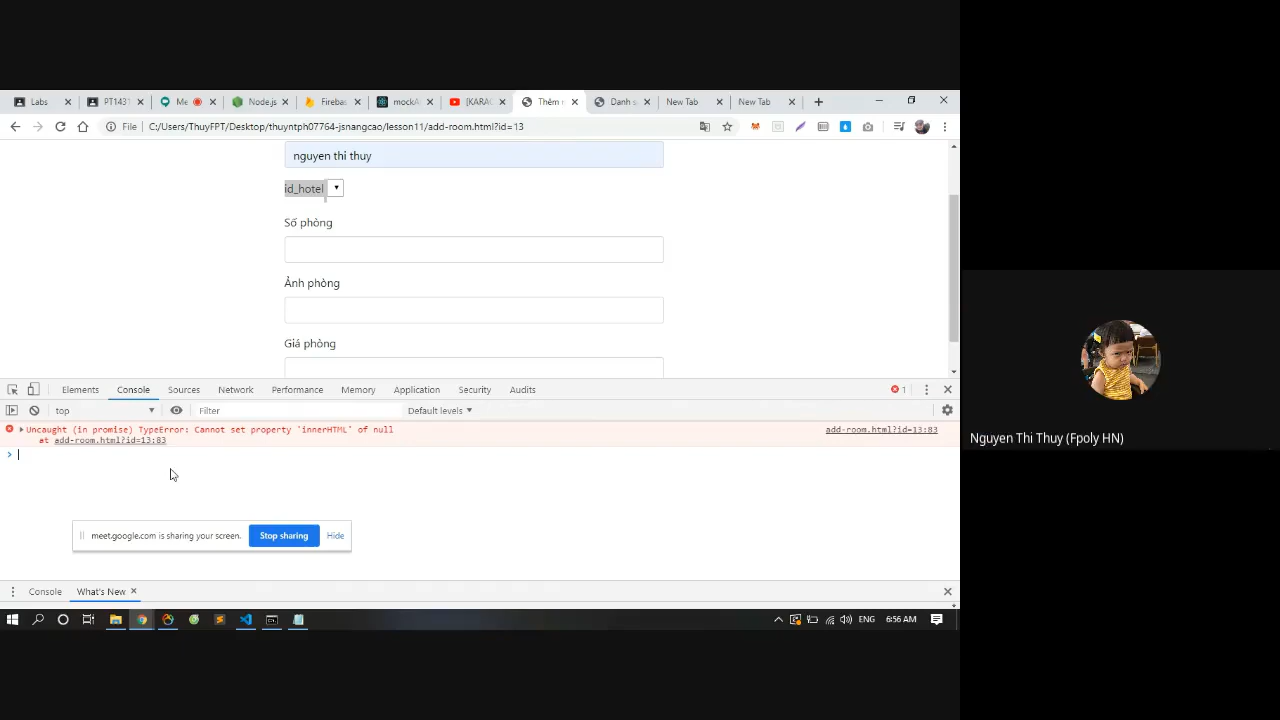 Labs
PT1431
Me
Node.js
Fireba
mockA
[KARAO
Thêm
Danh s
New Tab
New Tab
File
C:/Users/ThuyFPT/Desktop/thuyntph07764-jsnangcao/lesson11/add-room.html?id=13
nguyen thi thuy
id_hotel
Số phòng
Ảnh phòng
Giá phòng
Elements
Console
Sources
Network
Performance
Memory
Application
Security
Audits
1
top
Filter
Default levels
Uncaught (in promise) TypeError: Cannot set property 'innerHTML' of null
add-room.html?id=13:83
at add-room.html?id=13:83
meet.google.com is sharing your screen.
Stop sharing
Hide
Console
What's New
ENG
6:56 AM
Nguyen Thi Thuy (Fpoly HN)